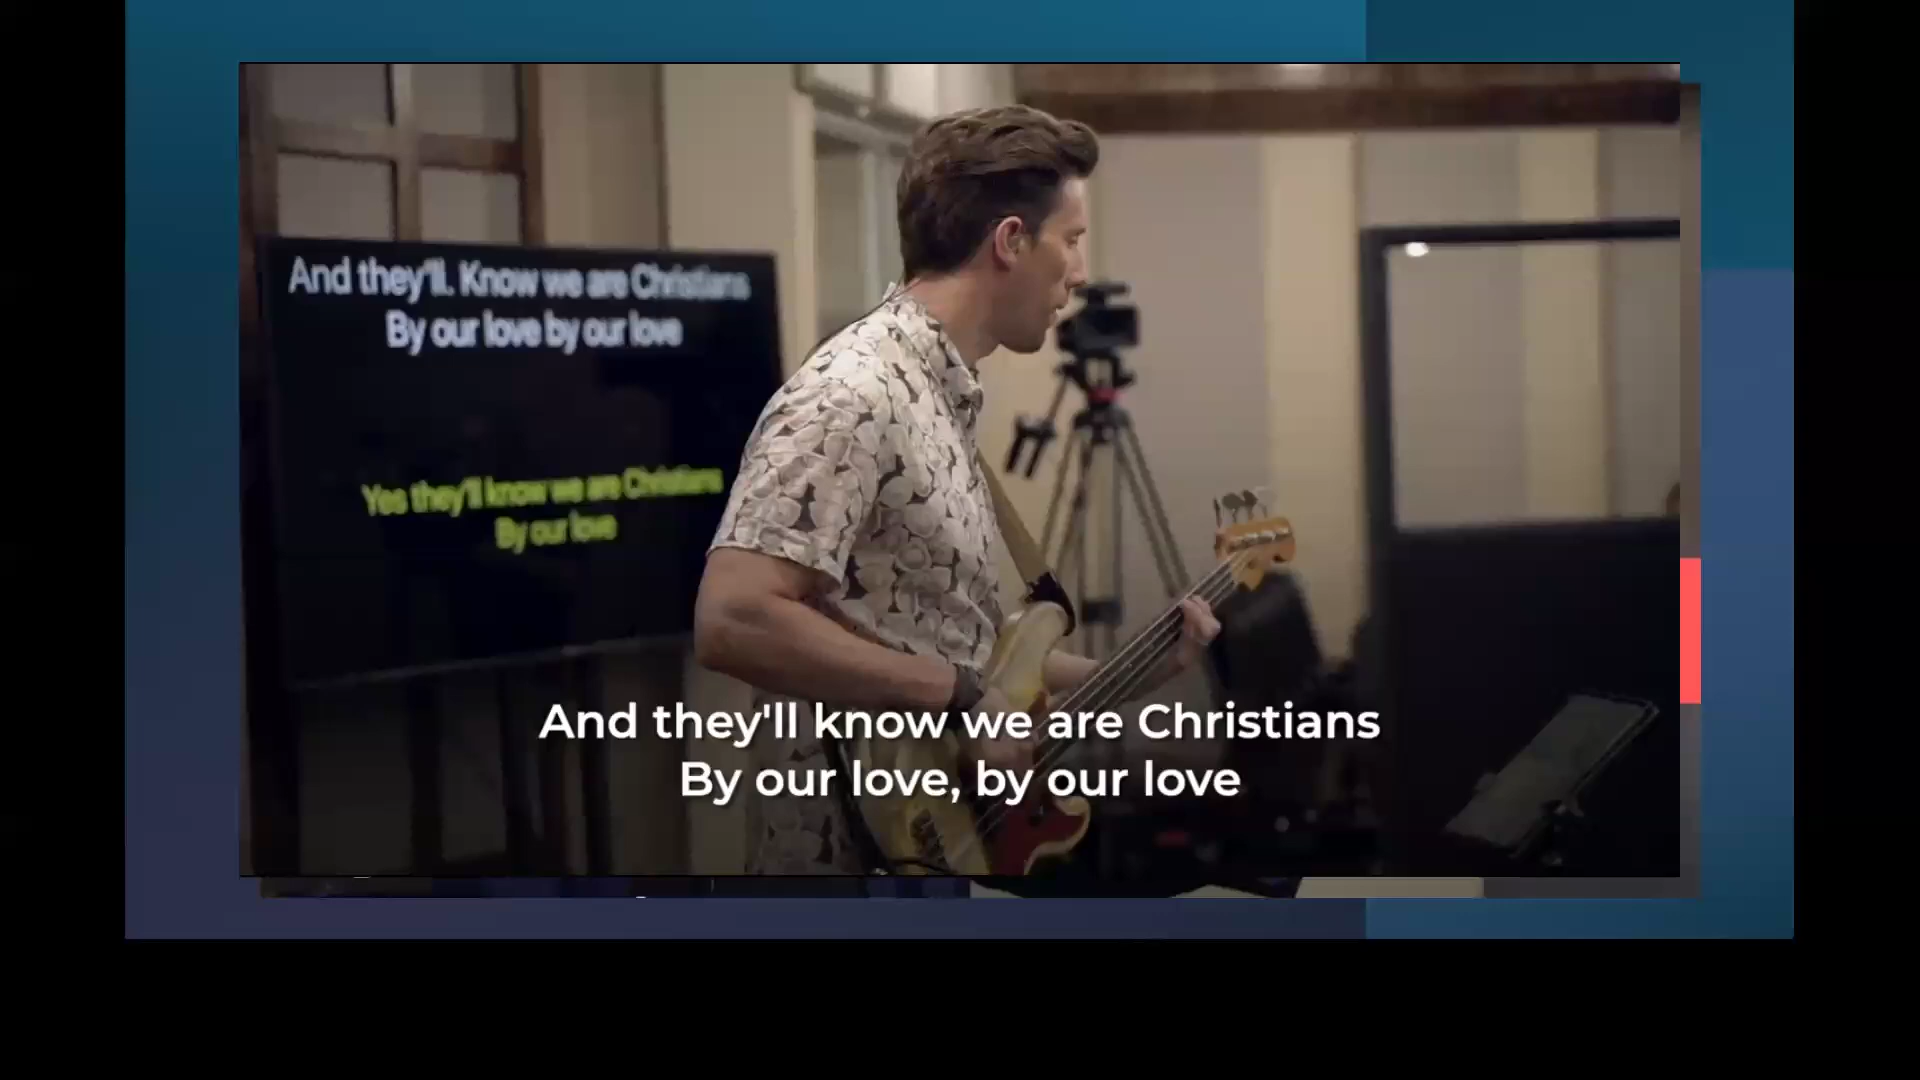 And they'll. Know we are Christians
By our love by our love
Yes they'll know we are Christians
By our love
And they'll know we are Christians
By our love, by our love